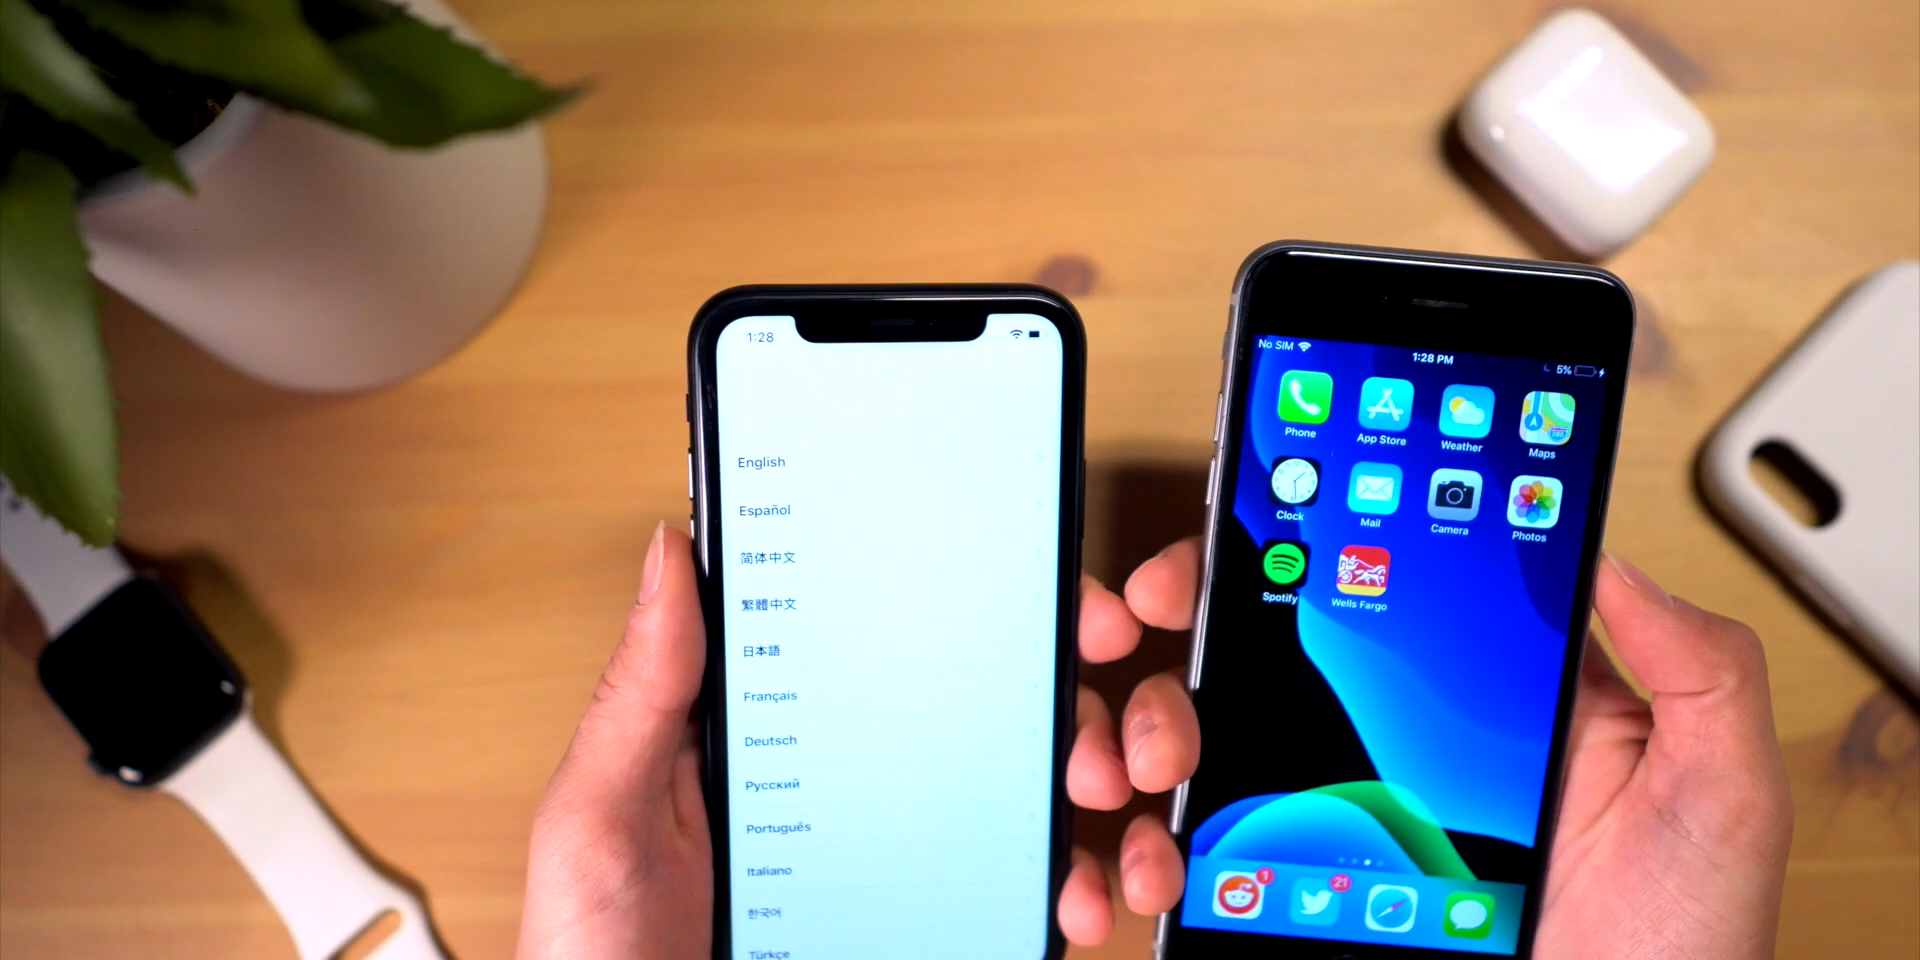 1:28
English
Español
简体中文
繁體中文
日本語
Français
Deutsch
Русский
Português
Italiano
한국어
Türkçe
No SIM
1:28 PM
5%
Phone
App Store
Weather
Maps
280
Clock
Mail
Camera
Photos
Spotify
Wells Fargo
1
21